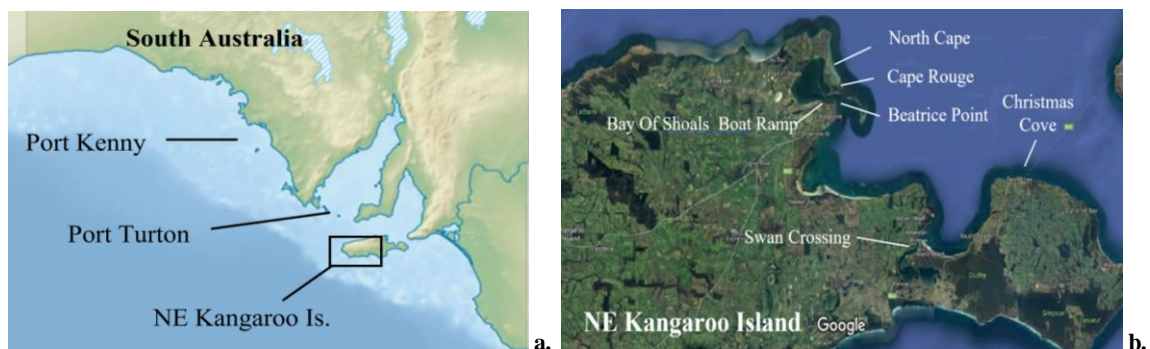 South Australia
Port Kenny
Port Turton
NE Kangaroo Is.
a.
North Cape
Cape Rouge
Beatrice Point
Bay Of Shoals Boat Ramp
Christmas
Cove
Swan Crossing
NE Kangaroo Island
Google
b.